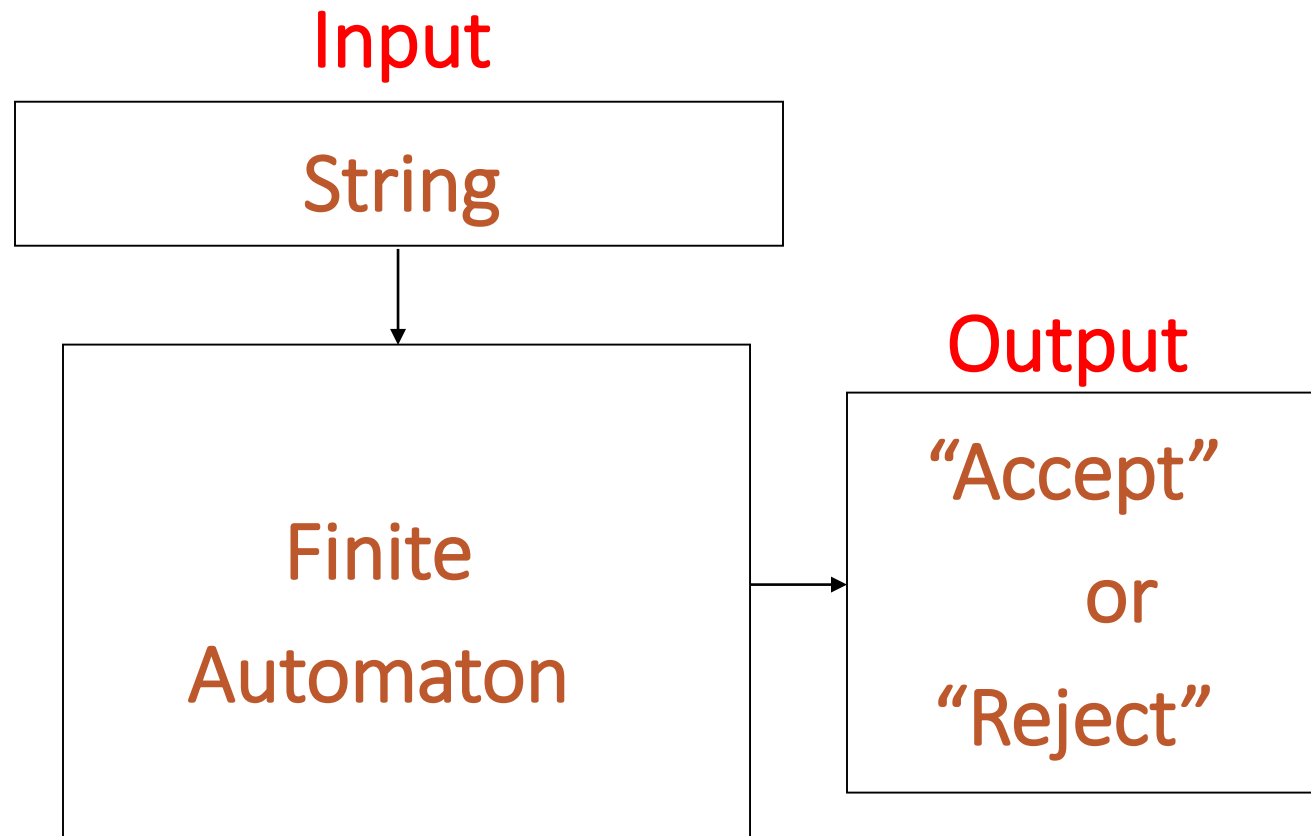 Input
String
Finite
Automaton
Output
“Accept”
or
“Reject”